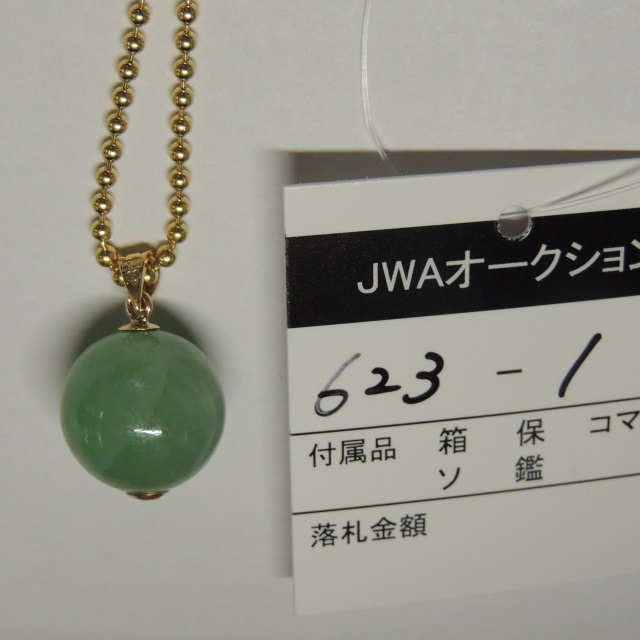 JWAオークション
623 - 1
付属品 箱 保 コマ
ソ 鑑
落札金額